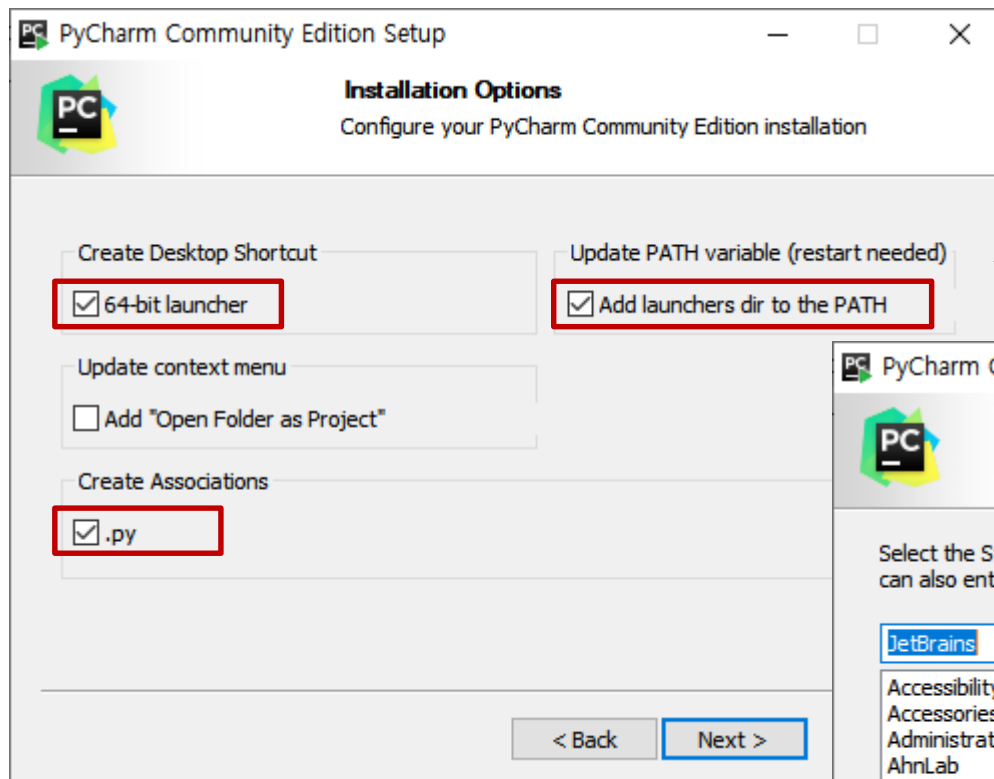 PyCharm Community Edition Setup
PC
Installation Options
Configure your PyCharm Community Edition installation
Create Desktop Shortcut
64-bit launcher
Update PATH variable (restart needed)
Add launchers dir to the PATH
Update context menu
Add "Open Folder as Project"
Create Associations
.py
< Back
Next >
PyCharm
PC
Select the
can also
JetBrains
Accessibility
Accessories
AhnLab